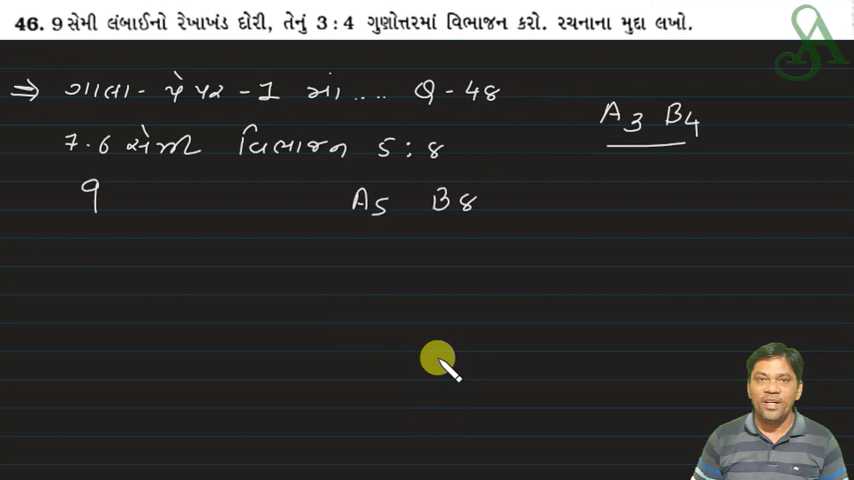 46. 9 સેમી લંબાઈનો રેખાખંડ દોરી, તેનું 3 : 4 ગુણોત્તરમાં વિભાજન કરો. રચનાના મુદ્દા લખો.
⇒ ગાલા - પેપર - 1 માં .... Q - 48
7.6 સેમી વિભાજન 5 : 8
9 A5 B8
A3 B4